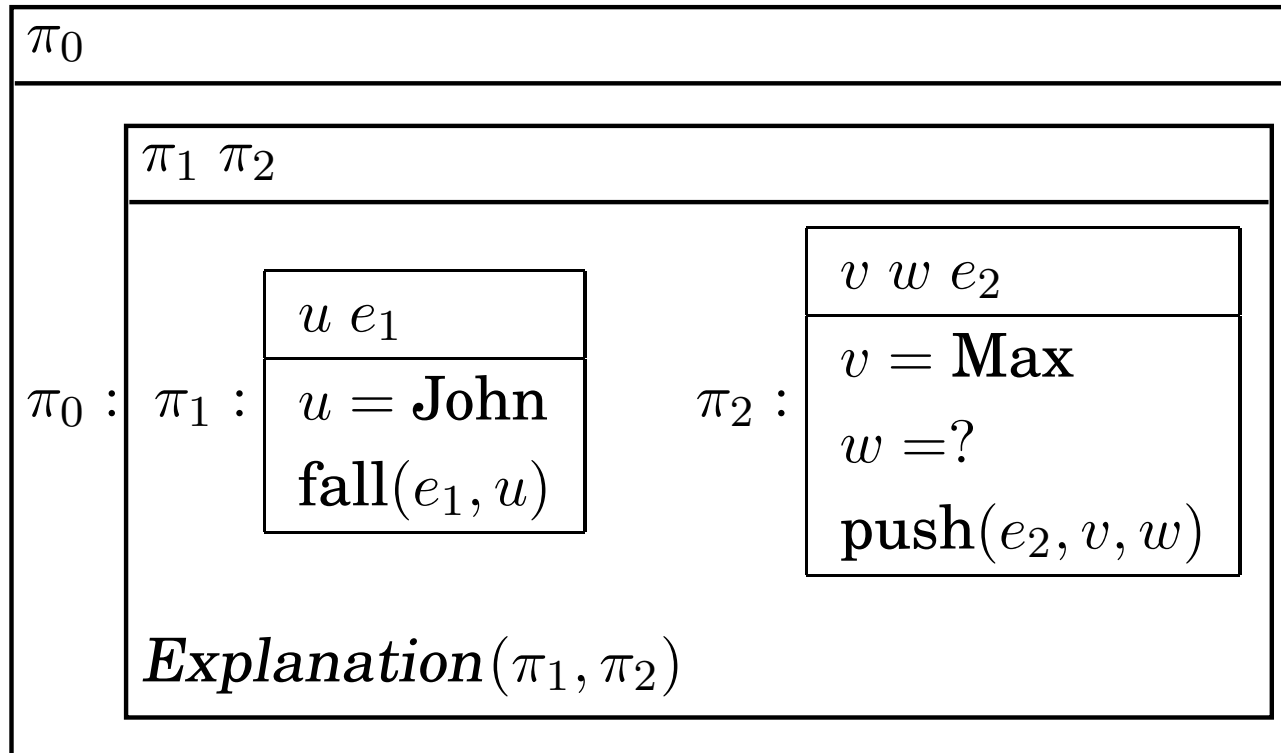 π₀
π₁ π₂
π₀ : π₁ : π₂ :
u e₁
u = John
fall(e₁, u)
v w e₂
v = Max
w =?
push(e₂, v, w)
Explanation(π₁, π₂)